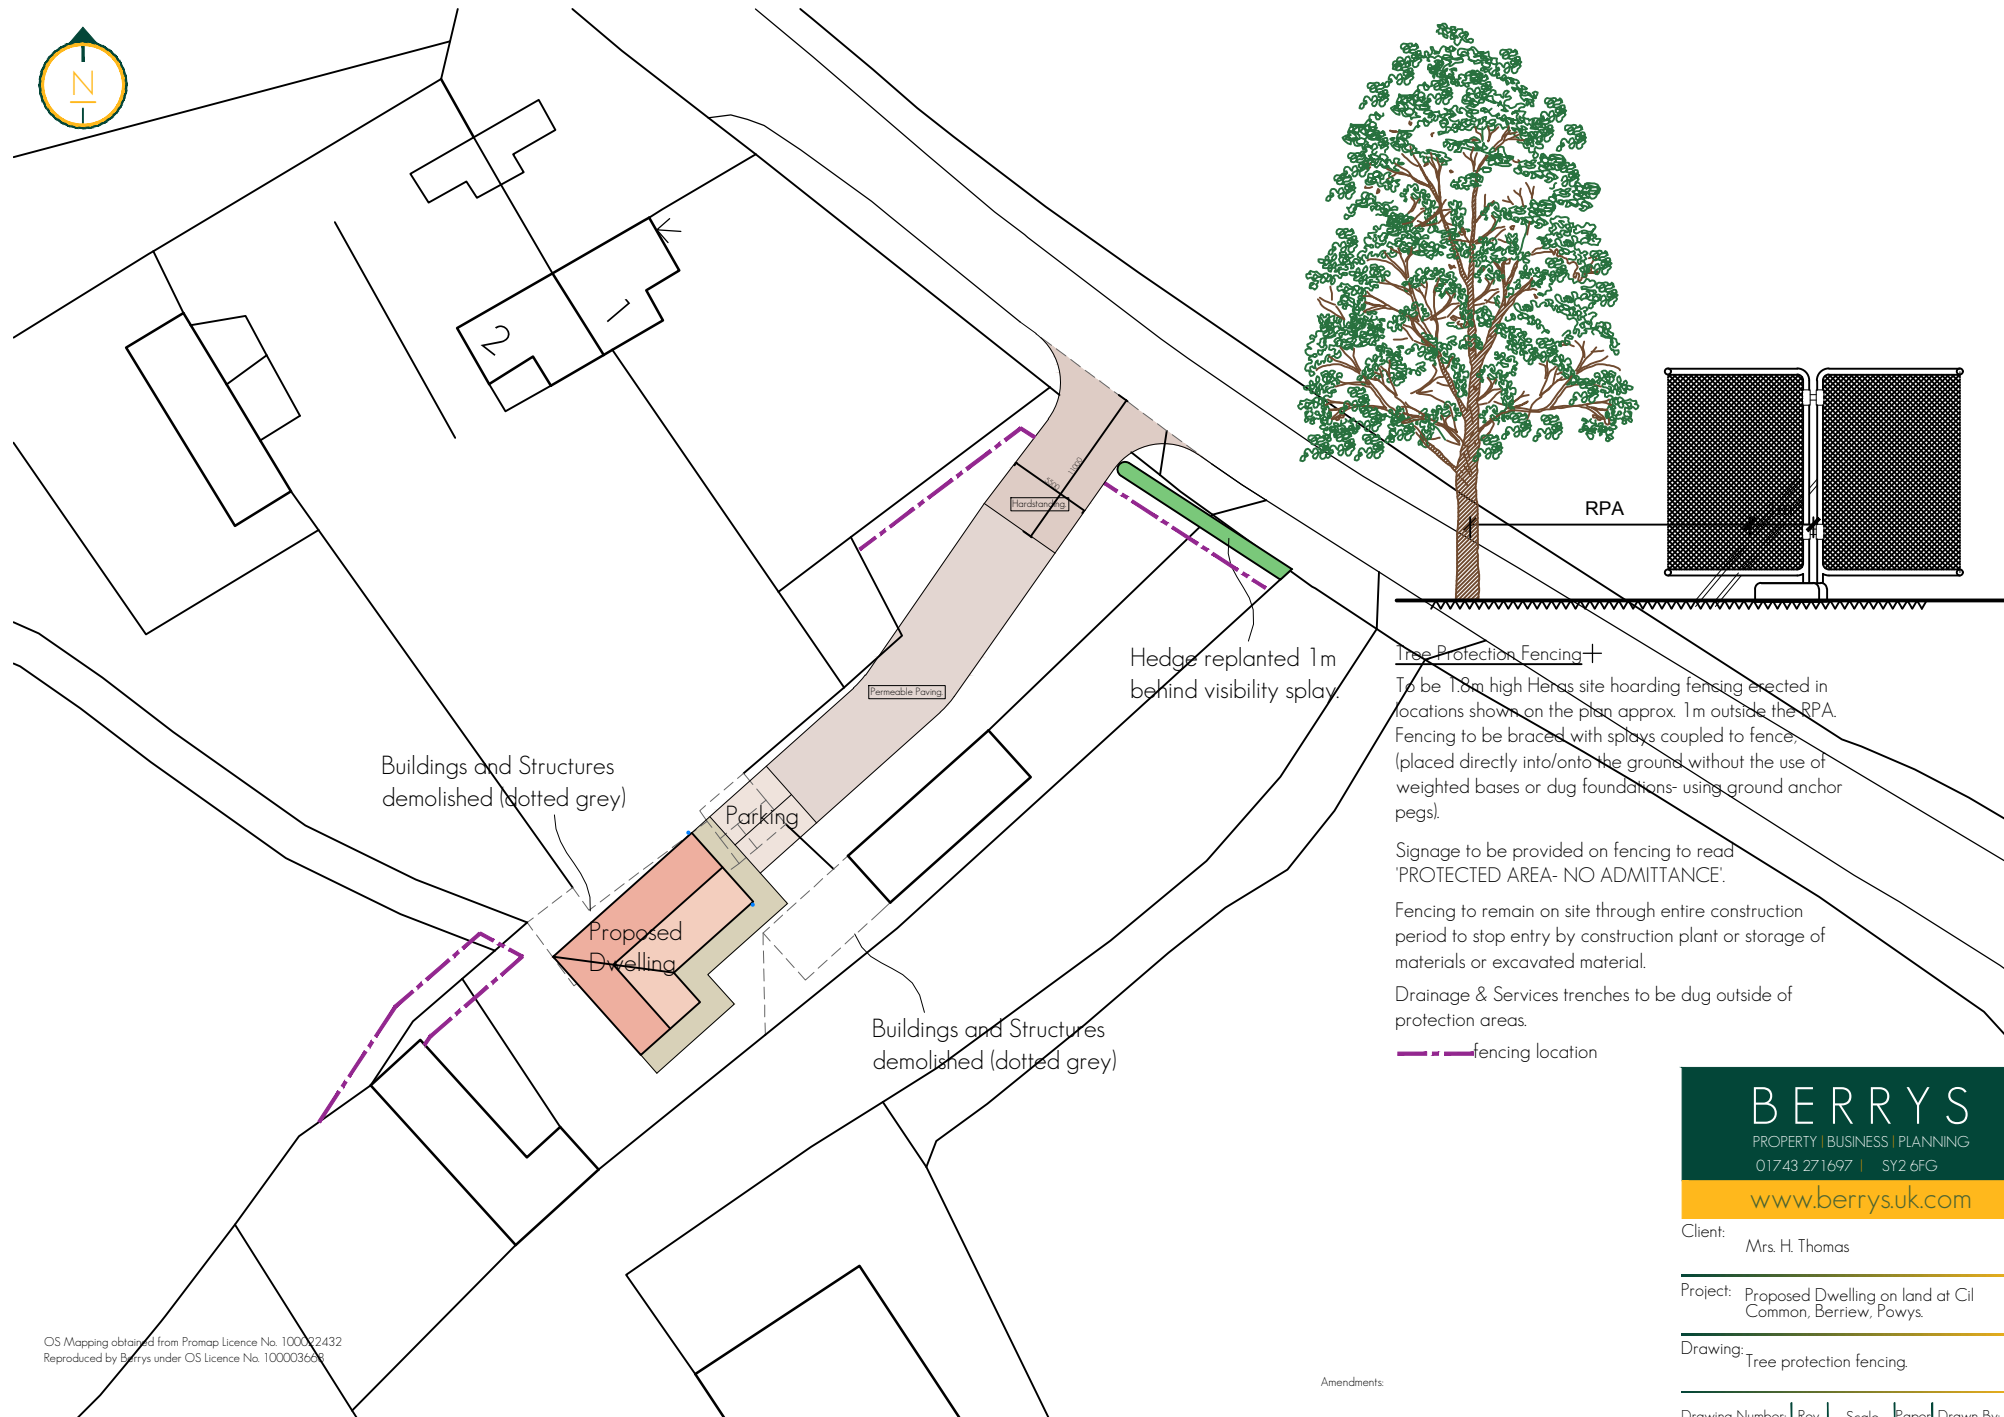 N
2
1
11000
5500
Hardstanding.
Permeable Paving.
RPA
Hedge replanted 1m
behind visibility splay.
Buildings and Structures
demolished (dotted grey)
Parking
Proposed
Dwelling
Buildings and Structures
demolished (dotted grey)
Tree Protection Fencing
To be 1.8m high Heras site hoarding fencing erected in
locations shown on the plan approx. 1m outside the RPA.
Fencing to be braced with splays coupled to fence,
(placed directly into/onto the ground without the use of
weighted bases or dug foundations- using ground anchor
pegs).
Signage to be provided on fencing to read
'PROTECTED AREA- NO ADMITTANCE'.
Fencing to remain on site through entire construction
period to stop entry by construction plant or storage of
materials or excavated material.
Drainage & Services trenches to be dug outside of
protection areas.
fencing location
BERRYS
PROPERTY | BUSINESS | PLANNING
01743 271697 | SY2 6FG
www.berrys.uk.com
Client:
Mrs. H. Thomas
Project:
Proposed Dwelling on land at Cil
Common, Berriew, Powys.
Drawing:
Tree protection fencing.
Drawing Number: Rev Scale Paper Drawn By:
Amendments:
OS Mapping obtained from Promap Licence No. 100022432
Reproduced by Berrys under OS Licence No. 100003668